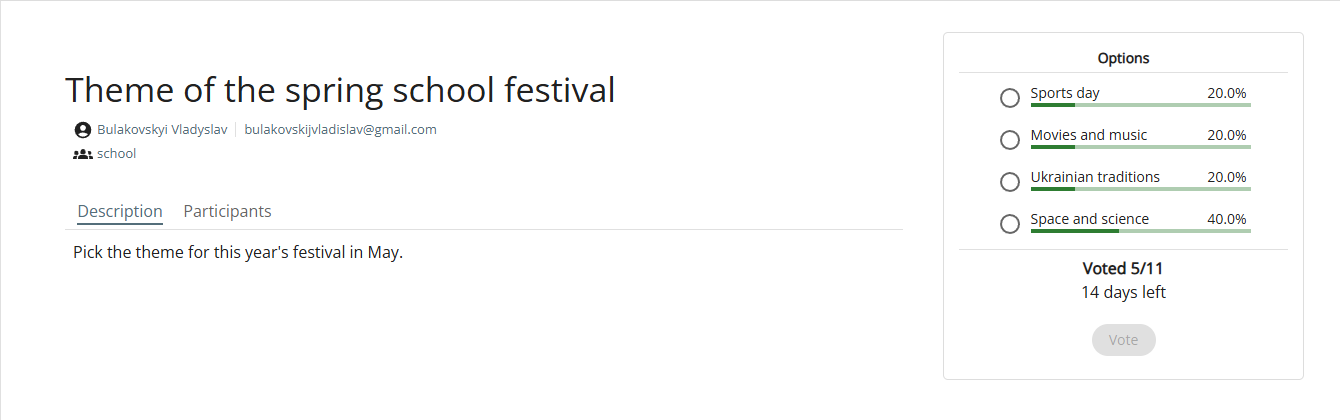 Theme of the spring school festival
Bulakovskyi Vladyslav bulakovskijvladislav@gmail.com
school
Description Participants
Pick the theme for this year's festival in May.
Options
Sports day 20.0%
Movies and music 20.0%
Ukrainian traditions 20.0%
Space and science 40.0%
Voted 5/11
14 days left
Vote